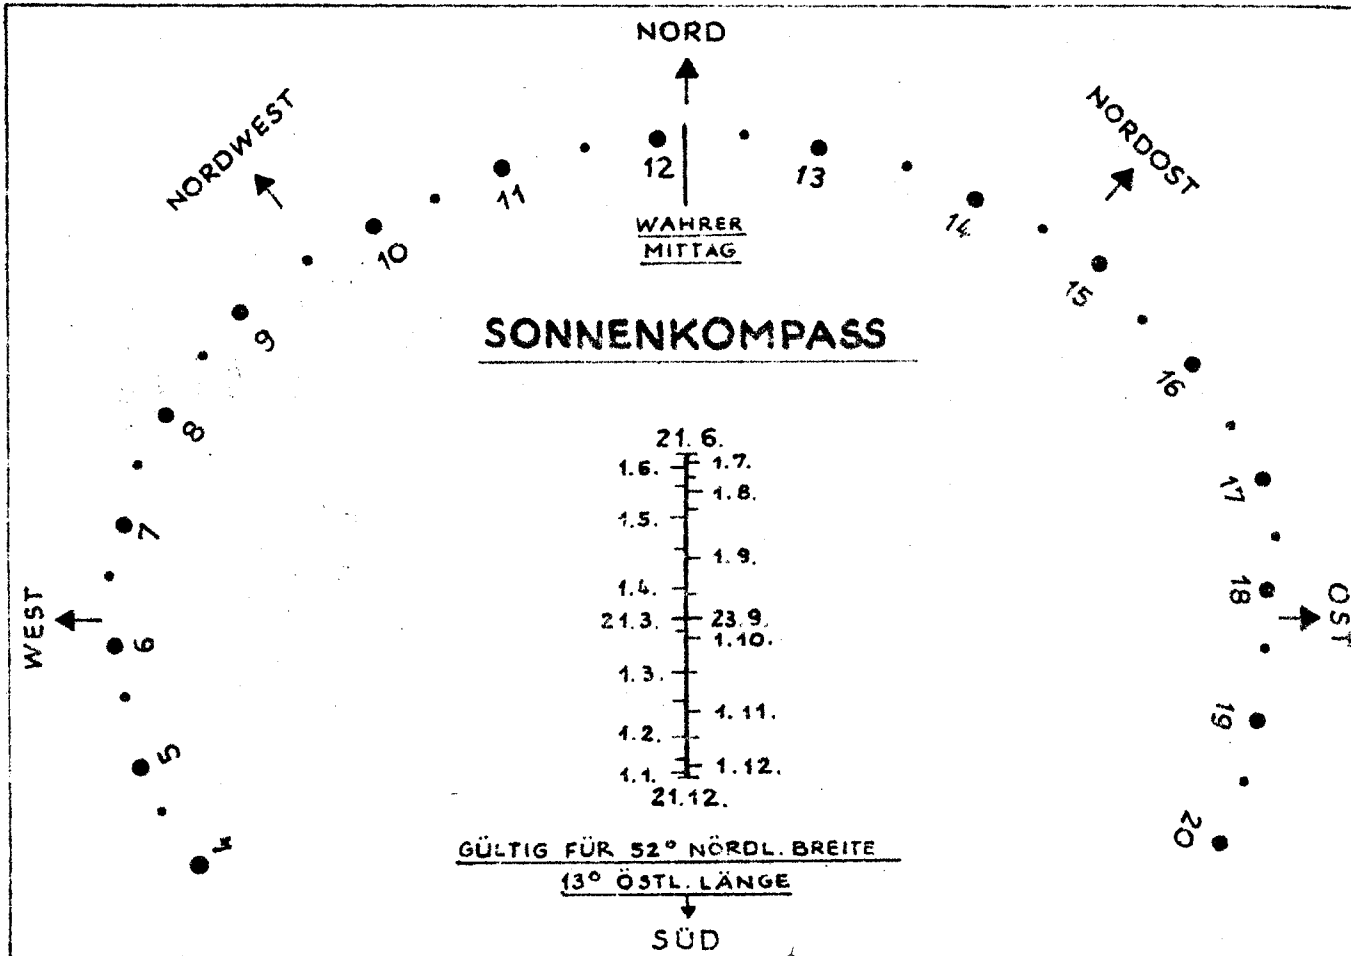 NORD
NORDWEST
NORDOST
12
13
11
14
10
15
9
16
8
17
7
18
6
19
5
20
4
WAHRER
MITTAG
SONNENKOMPASS
21.6.
1.6. 1.7.
1.8.
1.5.
1.9.
1.4.
21.3. 23.9.
1.10.
1.3.
1.11.
1.2.
1.12.
1.1.
21.12.
WEST
OST
GÜLTIG FÜR 52° NÖRDL. BREITE
13° ÖSTL. LÄNGE
SÜD